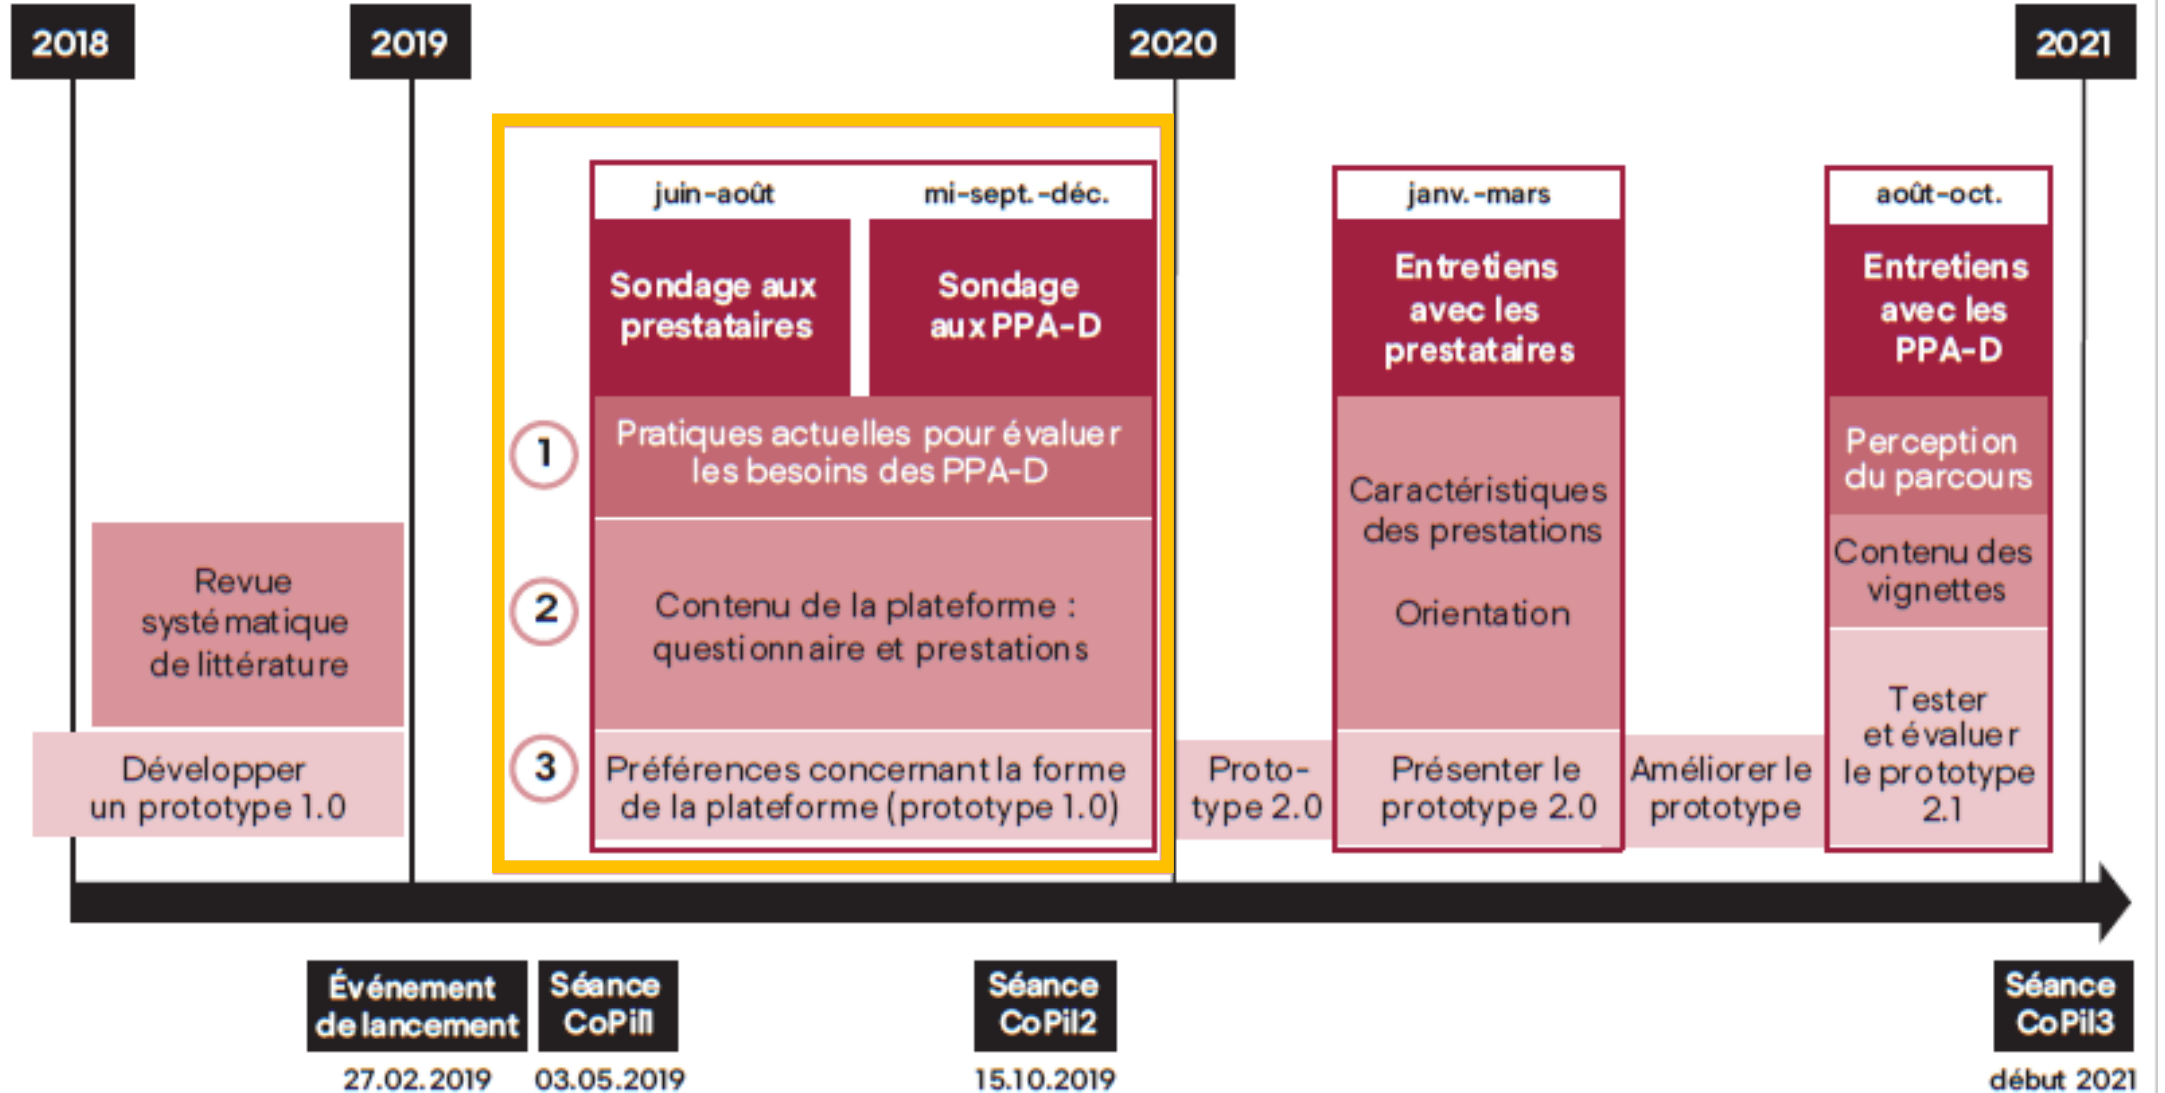 2018
2019
2020
2021
juin-août
mi-sept.-déc.
janv.-mars
août-oct.
Sondage aux
prestataires
Sondage
aux PPA-D
Entretiens
avec les
prestataires
Entretiens
avec les
PPA-D
1
Pratiques actuelles pour évaluer
les besoins des PPA-D
Perception
du parcours
Revue
systématique
de littérature
2
Contenu de la plateforme :
questionnaire et prestations
Caractéristiques
des prestations
Orientation
Contenu des
vignettes
Développer
un prototype 1.0
3
Préférences concernant la forme
de la plateforme (prototype 1.0)
Proto-
type 2.0
Présenter le
prototype 2.0
Améliorer le
prototype
Tester
et évaluer
le prototype
2.1
Événement
de lancement
27.02.2019
Séance
CoPil1
03.05.2019
Séance
CoPil2
15.10.2019
Séance
CoPil3
début 2021